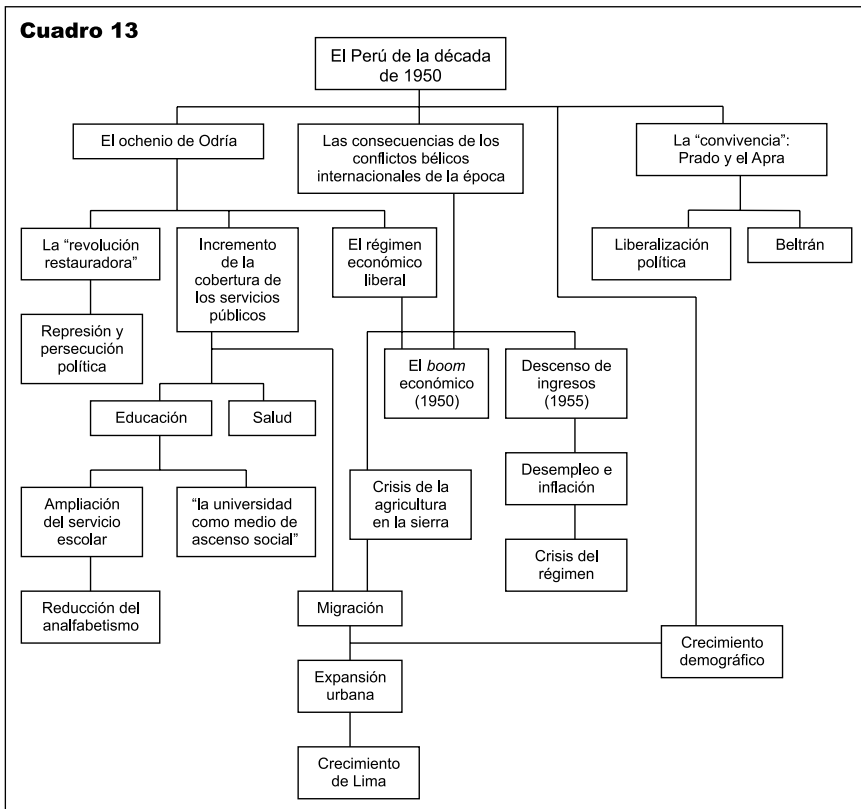 Cuadro 13
El Perú de la década
de 1950
El ochenio de Odría
Las consecuencias de los
conflictos bélicos
internacionales de la época
La “convivencia”:
Prado y el Apra
La “revolución
restauradora”
Incremento
de la
cobertura de
los servicios
públicos
El régimen
económico
liberal
Liberalización
política
Beltrán
Represión y
persecución
política
El boom
económico
(1950)
Descenso de
ingresos
(1955)
Educación
Salud
Desempleo e
inflación
Crisis de la
agricultura
en la sierra
Ampliación
del servicio
escolar
“la universidad
como medio de
ascenso social”
Crisis del
régimen
Reducción del
analfabetismo
Migración
Crecimiento
demográfico
Expansión
urbana
Crecimiento
de Lima